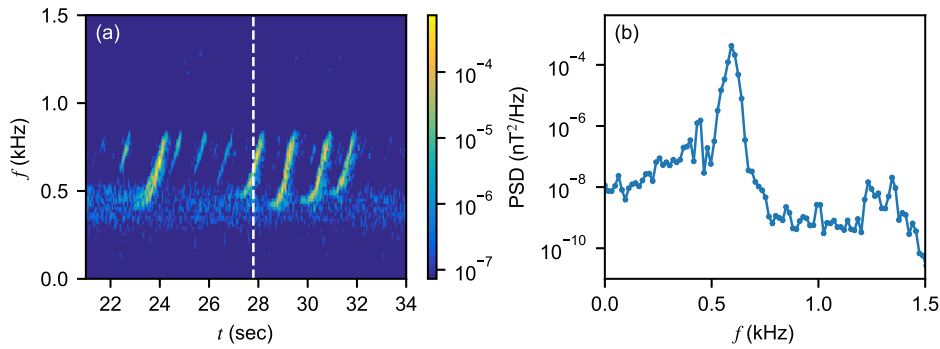 (a)
1.5
1.0
0.5
0.0
f (kHz)
22 24 26 28 30 32 34
t (sec)
10⁻⁴
10⁻⁵
10⁻⁶
10⁻⁷
PSD (nT²/Hz)
(b)
10⁻⁴
10⁻⁶
10⁻⁸
10⁻¹⁰
0.0 0.5 1.0 1.5
f (kHz)